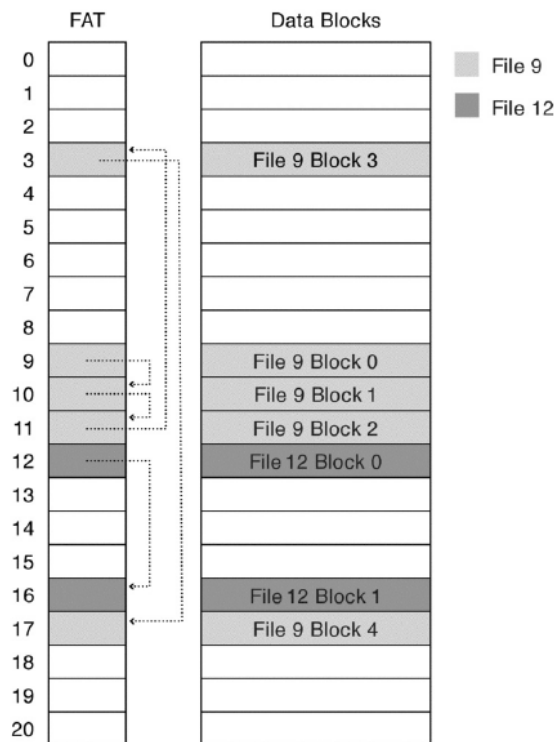 FAT Data Blocks
File 9
File 12
0
1
2
3 File 9 Block 3
4
5
6
7
8
9 File 9 Block 0
10 File 9 Block 1
11 File 9 Block 2
12 File 12 Block 0
13
14
15
16 File 12 Block 1
17 File 9 Block 4
18
19
20